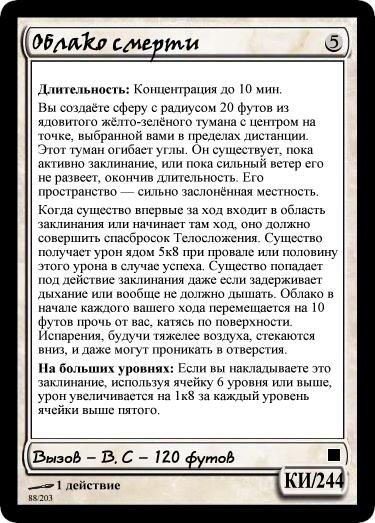 Облако смерти
5
Длительность: Концентрация до 10 мин.
Вы создаёте сферу с радиусом 20 футов из
ядовитого жёлто-зелёного тумана с центром на
точке, выбранной вами в пределах дистанции.
Этот туман огибает углы. Он существует, пока
активно заклинание, или пока сильный ветер его
не развеет, окончив длительность. Его
пространство — сильно заслонённая местность.
Когда существо впервые за ход входит в область
заклинания или начинает там ход, оно должно
совершить спасбросок Телосложения. Существо
получает урон ядом 5к8 при провале или половину
этого урона в случае успеха. Существо попадает
под действие заклинания даже если задерживает
дыхание или вообще не должно дышать. Облако в
начале каждого вашего хода перемещается на 10
футов прочь от вас, катясь по поверхности.
Испарения, будучи тяжелее воздуха, стекаются
вниз, и даже могут проникать в отверстия.
На больших уровнях: Если вы накладываете это
заклинание, используя ячейку 6 уровня или выше,
урон увеличивается на 1к8 за каждый уровень
ячейки выше пятого.
Вызов – В, С – 120 футов
КИ/244
1 действие
88/203